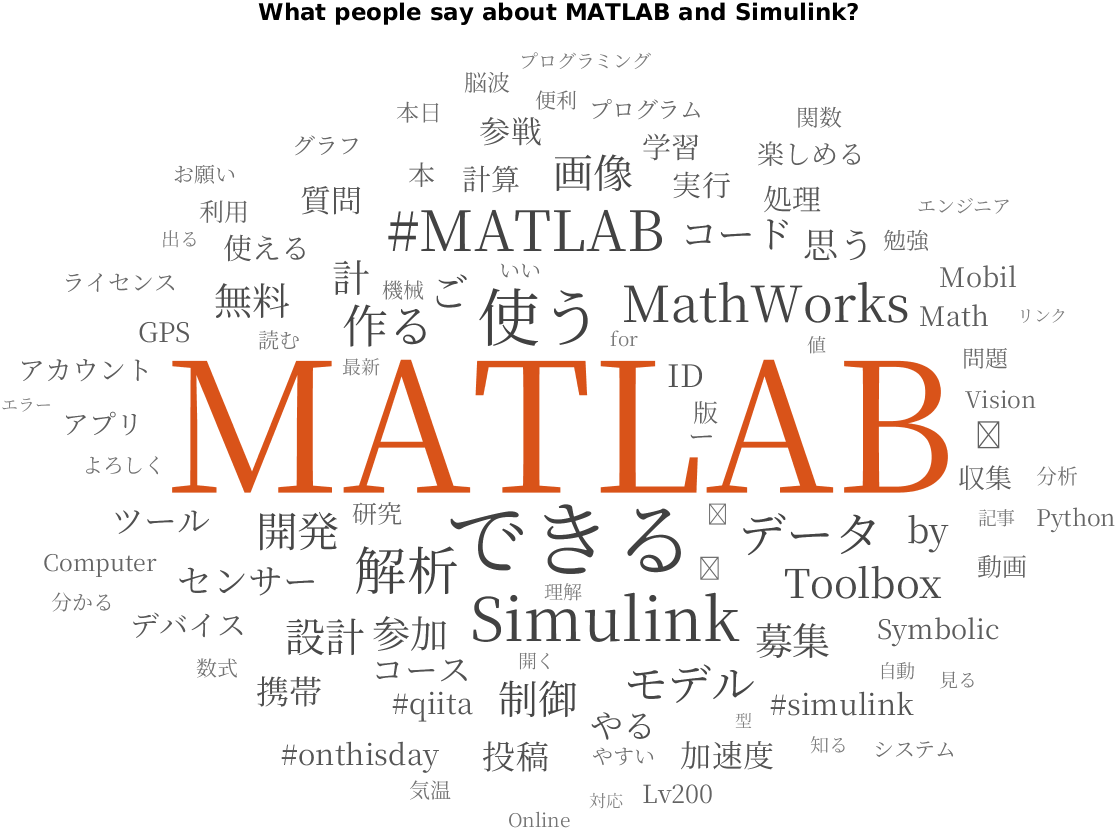 What people say about MATLAB and Simulink?
プログラミング
脳波
便利
本日
プログラム
関数
参戦
グラフ
学習
楽しめる
お願い
本
計算
画像
実行
利用
質問
処理
エンジニア
出る
使える
#MATLAB
コード
思う
勉強
ライセンス
計
機械
ご
いい
Mobil
無料
作る
使う
MathWorks
Math
リンク
GPS
読む
for
値
アカウント
最新
MATLAB
ID
問題
エラー
アプリ
版
ー
Vision
よろしく
収集
分析
ツール
開発
研究
できる
データ
by
記事
Python
Computer
センサー
解析
理解
Toolbox
動画
分かる
デバイス
設計
参加
Simulink
募集
Symbolic
数式
コース
開く
モデル
自動
見る
携帯
#qiita
制御
やる
型
#simulink
#onthisday
投稿
やすい
加速度
知る
システム
気温
対応
Lv200
Online